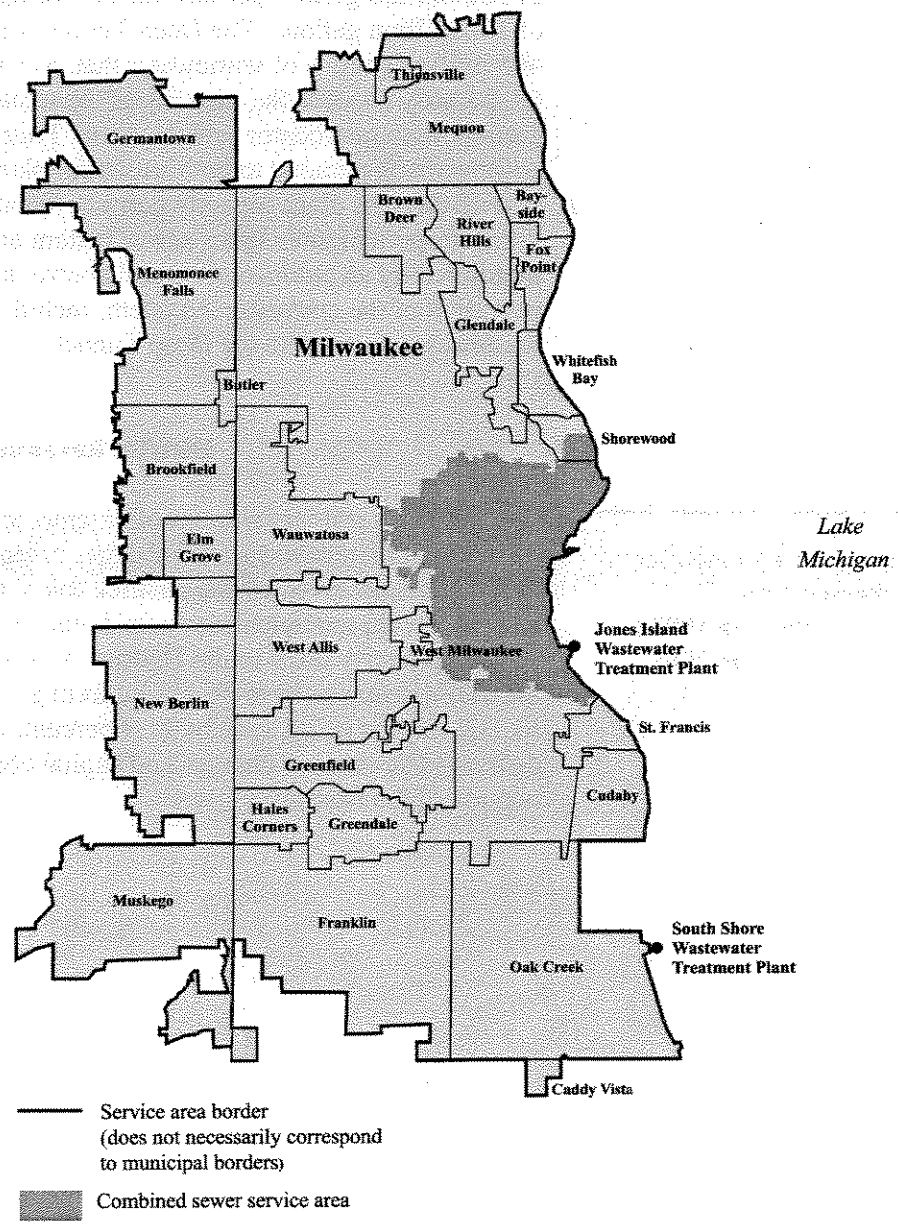 Thiensville
Mequon
Germantown
Brown
Deer
Bay-
side
River
Hills
Fox
Point
Menomonee
Falls
Glendale
Milwaukee
Whitefish
Bay
Butler
Shorewood
Brookfield
Elm
Grove
Wauwatosa
Lake
Michigan
Jones Island
Wastewater
Treatment Plant
West Allis
West Milwaukee
New Berlin
St. Francis
Greenfield
Cudahy
Hales
Corners
Greendale
Muskego
Franklin
South Shore
Wastewater
Treatment Plant
Oak Creek
Caddy Vista
Service area border
(does not necessarily correspond
to municipal borders)
Combined sewer service area